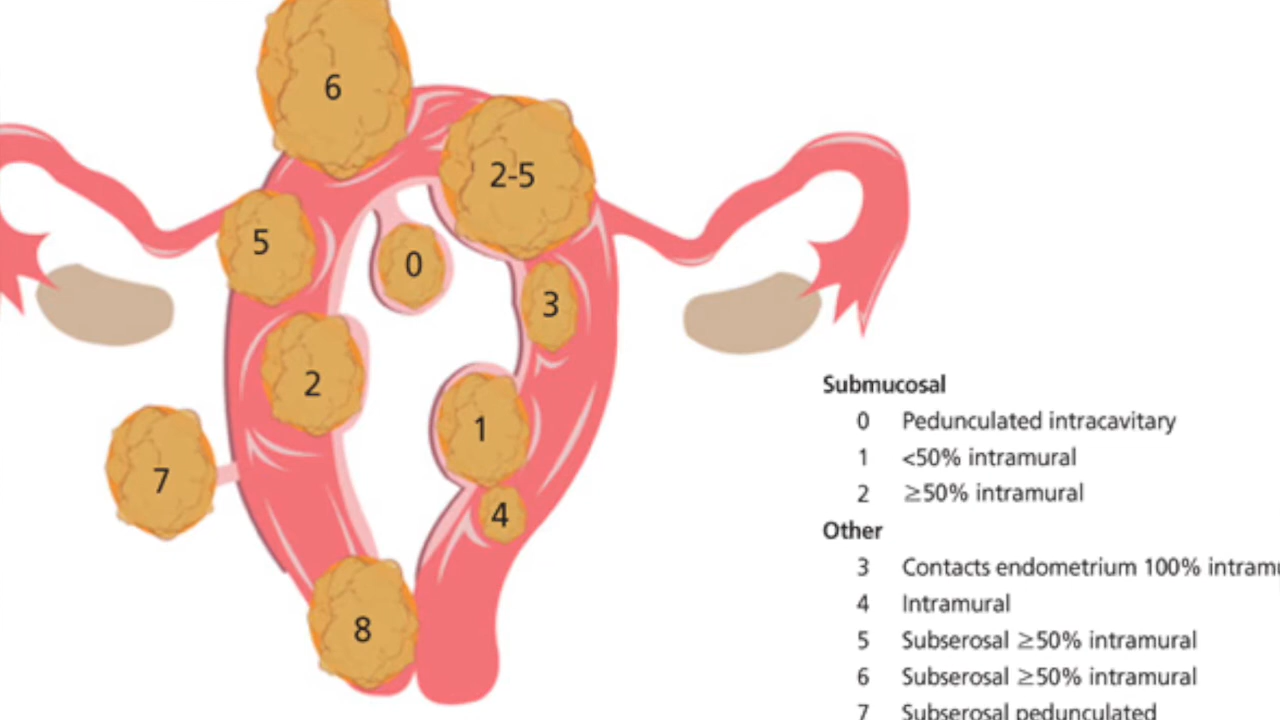 6
2-5
5
0
3
2
1
7
4
8
Submucosal
0 Pedunculated intracavitary
1 <50% intramural
2 ≥50% intramural
Other
3 Contacts endometrium 100%
4 Intramural
5 Subserosal ≥50% intramural
6 Subserosal ≥50% intramural
7 Subserosal pedunculated